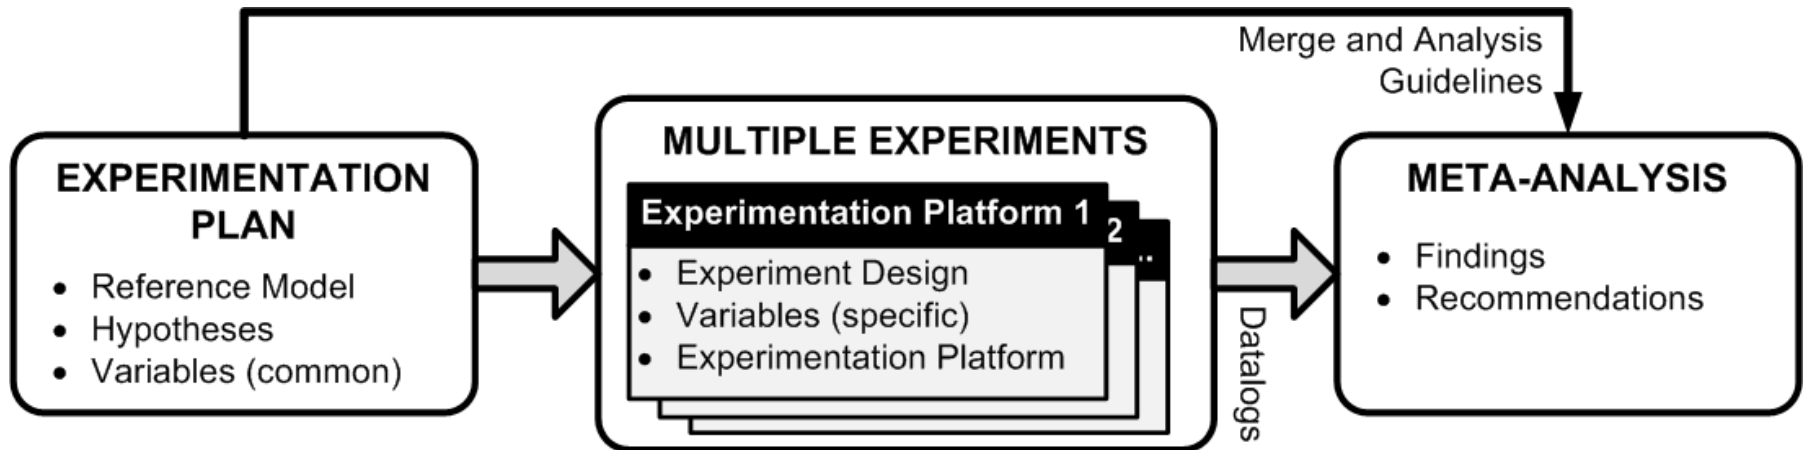 Merge and Analysis
Guidelines
EXPERIMENTATION
PLAN
• Reference Model
• Hypotheses
• Variables (common)
MULTIPLE EXPERIMENTS
Experimentation Platform 1
2
..
• Experiment Design
• Variables (specific)
• Experimentation Platform
Datalogs
META-ANALYSIS
• Findings
• Recommendations